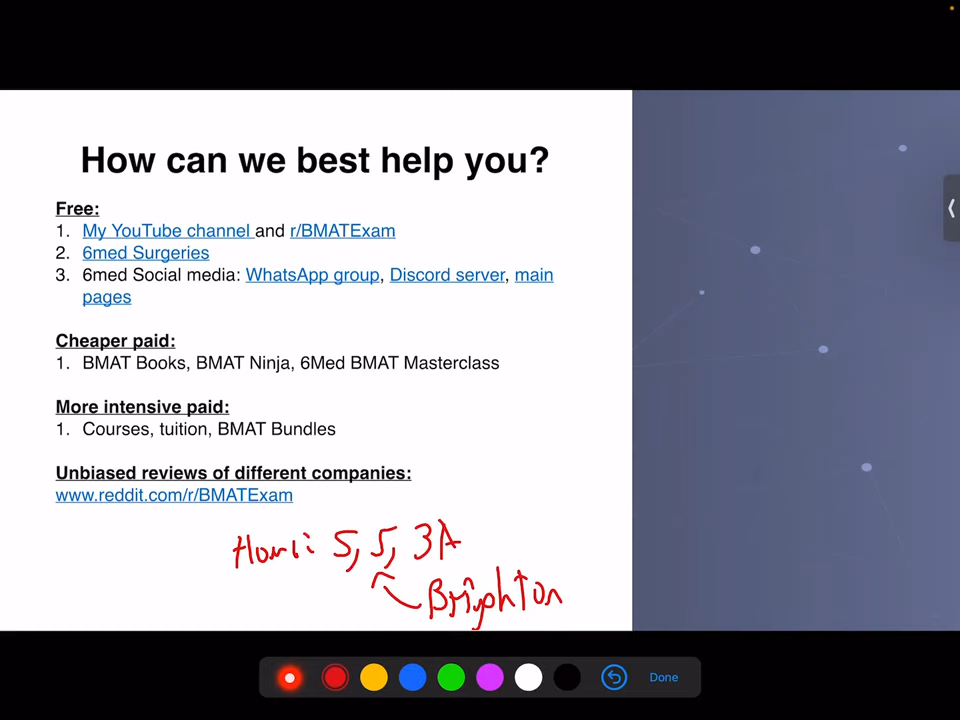 How can we best help you?
Free:
1. My YouTube channel and r/BMATExam
2. 6med Surgeries
3. 6med Social media: WhatsApp group, Discord server, main
pages
Cheaper paid:
1. BMAT Books, BMAT Ninja, 6Med BMAT Masterclass
More intensive paid:
1. Courses, tuition, BMAT Bundles
Unbiased reviews of different companies:
www.reddit.com/r/BMATExam
5, 5, 3A
Brighton
Done